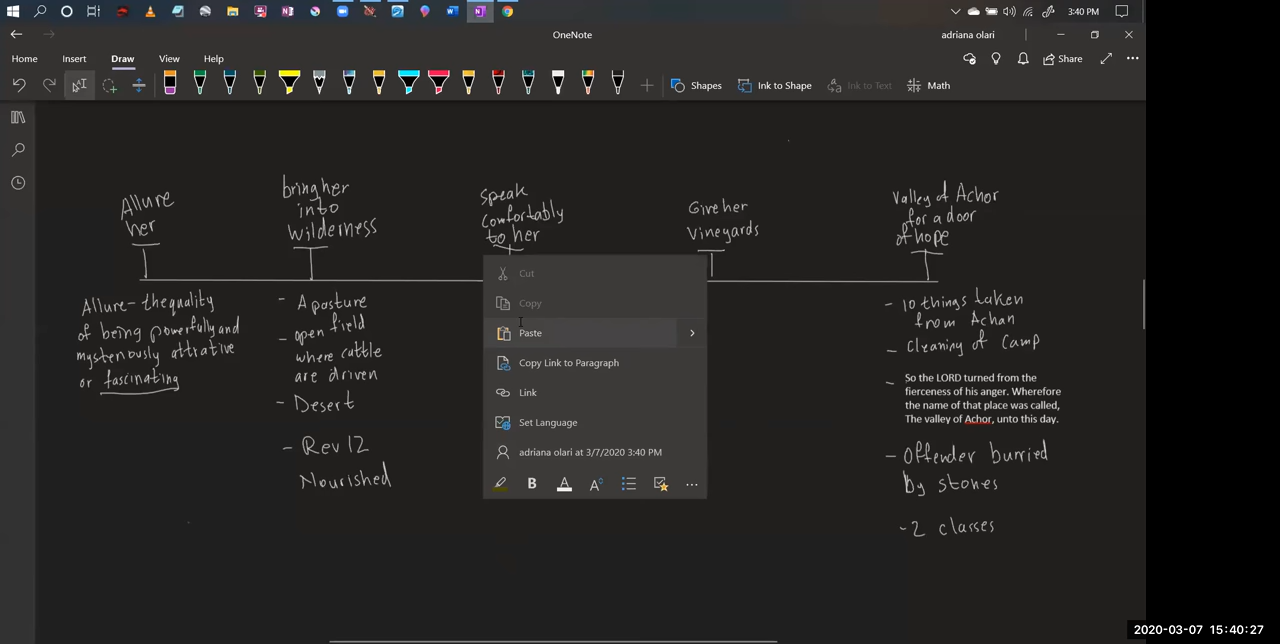 3:40 PM
OneNote
adriana olari
Home
Insert
Draw
View
Help
Share
Shapes
Ink to Shape
Ink to Text
Math
Allure
her
bring her
into
wilderness
Speak
comfortably
to her
Give her
Vineyards
Valley of Achor
for a door
of hope
Allure- the quality
of being powerfully and
mysteriously attrative
or fascinating
- A pasture
- open field
where cattle
are driven
- Desert
- Rev 12
Nourished
Cut
Copy
Paste
Copy Link to Paragraph
Link
Set Language
adriana olari at 3/7/2020 3:40 PM
- 10 things taken
from Achan
- Cleaning of Camp
- So the LORD turned from the
fierceness of his anger. Wherefore
the name of that place was called,
The valley of Achor, unto this day.
- Offender burried
by stones
- 2 classes
2020-03-07 15:40:27